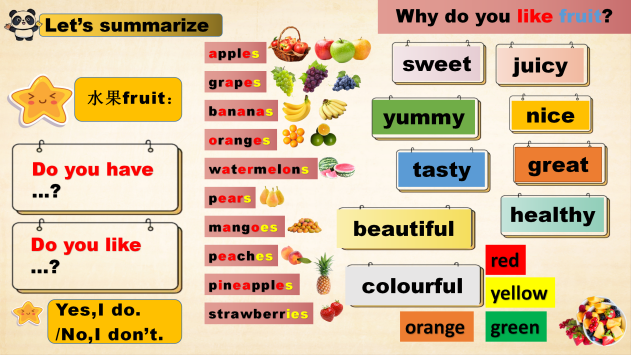 Let's summarize
水果fruit：
Do you have
...?
Do you like
...?
Yes,I do.
/No,I don't.
apples
grapes
bananas
oranges
watermelons
pears
mangoes
peaches
pineapples
strawberries
Why do you like fruit?
sweet
juicy
yummy
nice
tasty
great
beautiful
healthy
colourful
red
yellow
orange
green